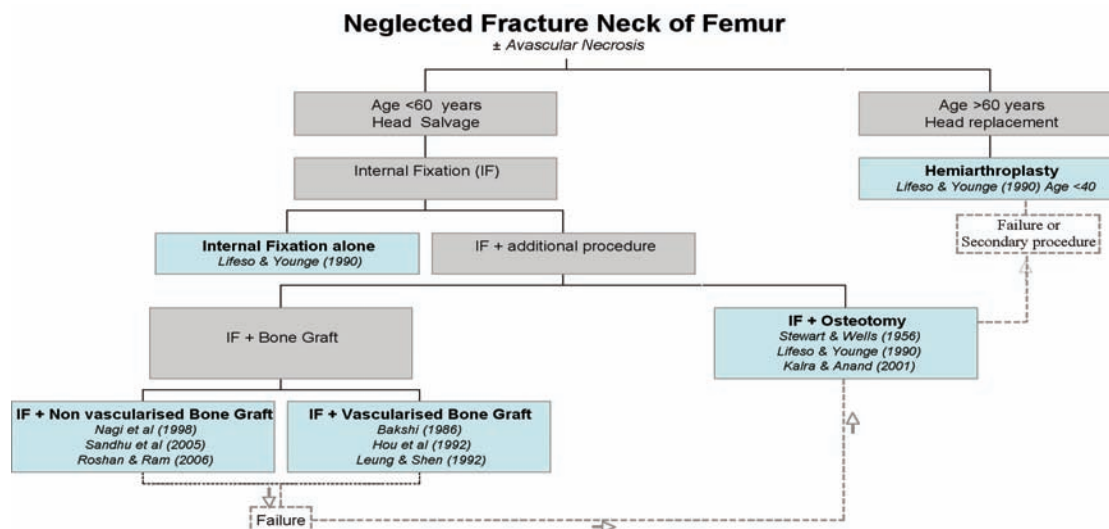 Neglected Fracture Neck of Femur
± Avascular Necrosis
Age <60 years
Head Salvage
Age >60 years
Head replacement
Internal Fixation (IF)
Hemiarthroplasty
Lifeso & Younge (1990) Age <40
Internal Fixation alone
Lifeso & Younge (1990)
IF + additional procedure
Failure or
Secondary procedure
IF + Bone Graft
IF + Osteotomy
Stewart & Wells (1956)
Lifeso & Younge (1990)
Kalra & Anand (2001)
IF + Non vascularised Bone Graft
Nagi et al (1998)
Sandhu et al (2005)
Roshan & Ram (2006)
IF + Vascularised Bone Graft
Bakshi (1986)
Hou et al (1992)
Leung & Shen (1992)
Failure